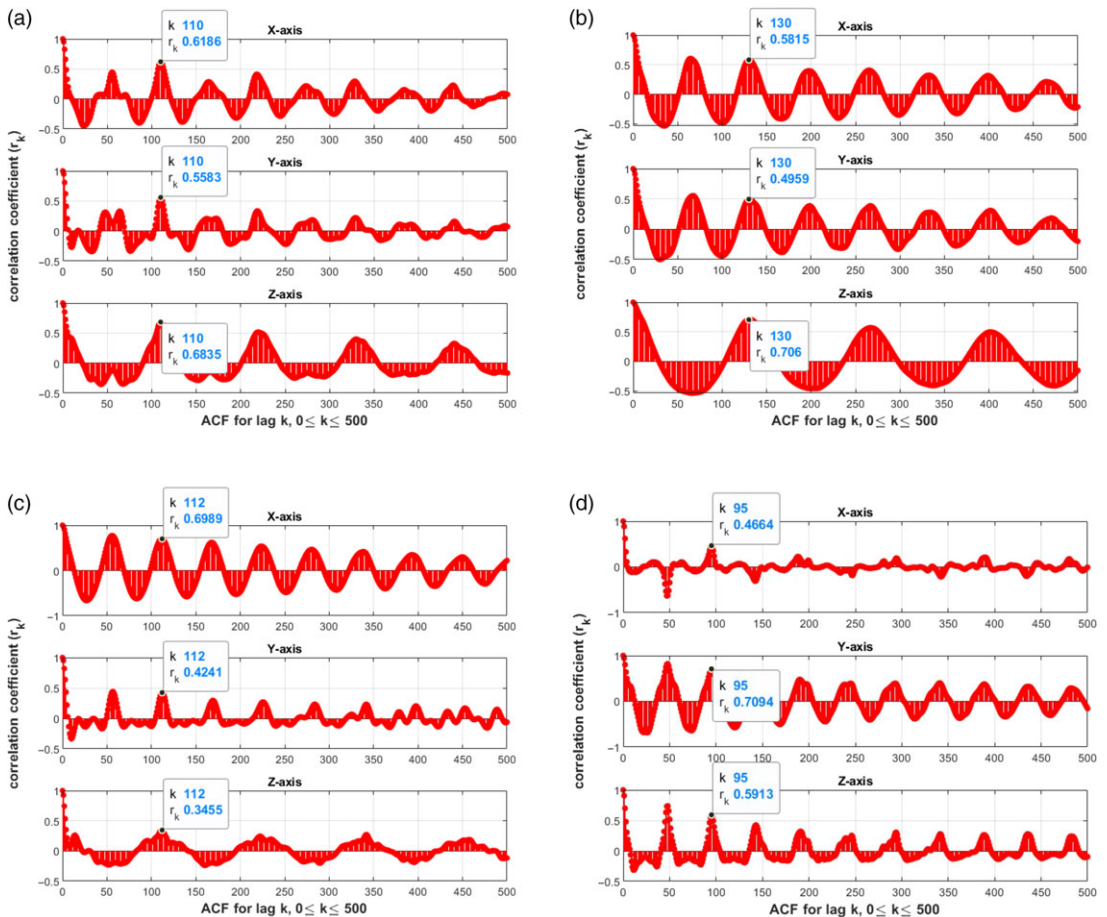 (a)
X-axis
k 110
r_k 0.6186
1
0.5
0
-0.5
0 50 100 150 200 250 300 350 400 450 500
Y-axis
k 110
r_k 0.5583
1
0.5
0
-0.5
0 50 100 150 200 250 300 350 400 450 500
Z-axis
k 110
r_k 0.6835
1
0.5
0
-0.5
0 50 100 150 200 250 300 350 400 450 500
correlation coefficient (r_k)
ACF for lag k, 0≤ k≤ 500
(b)
X-axis
k 130
r_k 0.5815
1
0.5
0
-0.5
0 50 100 150 200 250 300 350 400 450 500
Y-axis
k 130
r_k 0.4959
1
0.5
0
-0.5
0 50 100 150 200 250 300 350 400 450 500
Z-axis
k 130
r_k 0.706
1
0.5
0
-0.5
0 50 100 150 200 250 300 350 400 450 500
correlation coefficient (r_k)
ACF for lag k, 0≤ k≤ 500
(c)
X-axis
k 112
r_k 0.6989
1
0
-1
0 50 100 150 200 250 300 350 400 450 500
Y-axis
k 112
r_k 0.4241
1
0.5
0
-0.5
0 50 100 150 200 250 300 350 400 450 500
Z-axis
k 112
r_k 0.3455
1
0.5
0
-0.5
0 50 100 150 200 250 300 350 400 450 500
correlation coefficient (r_k)
ACF for lag k, 0≤ k≤ 500
(d)
X-axis
k 95
r_k 0.4664
1
0
-1
0 50 100 150 200 250 300 350 400 450 500
Y-axis
k 95
r_k 0.7094
1
0
-1
0 50 100 150 200 250 300 350 400 450 500
Z-axis
k 95
r_k 0.5913
1
0.5
0
-0.5
0 50 100 150 200 250 300 350 400 450 500
correlation coefficient (r_k)
ACF for lag k, 0≤ k≤ 500